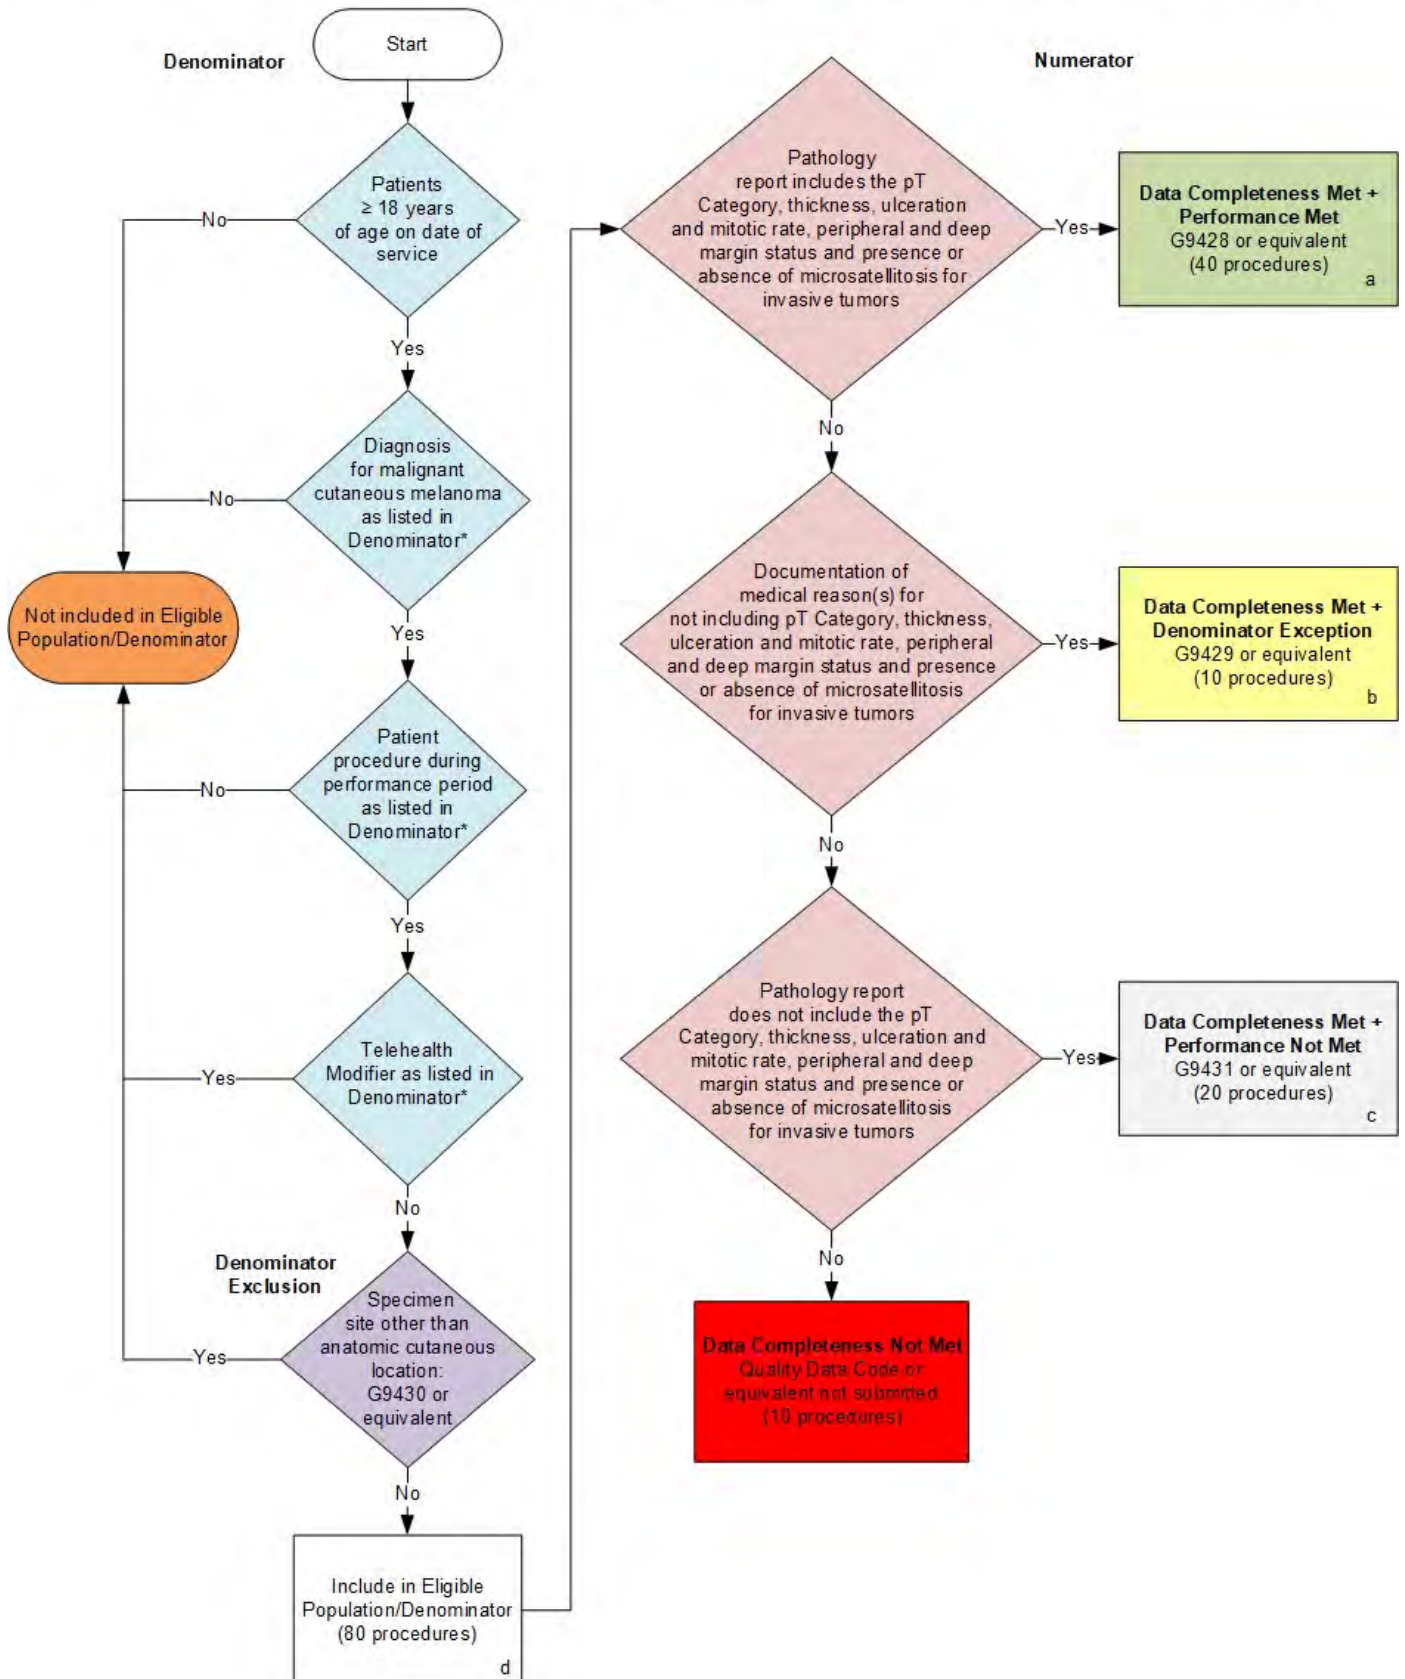 Start
Denominator
Patients
≥ 18 years
of age on date of
service
No
Yes
Diagnosis
for malignant
cutaneous melanoma
as listed in
Denominator*
No
Not included in Eligible
Population/Denominator
Yes
Patient
procedure during
performance period
as listed in
Denominator*
No
Yes
Telehealth
Modifier as listed in
Denominator*
Yes
No
Denominator
Exclusion
Specimen
site other than
anatomic cutaneous
location:
G9430 or
equivalent
Yes
No
Include in Eligible
Population/Denominator
(80 procedures)
d
Numerator
Pathology
report includes the pT
Category, thickness, ulceration
and mitotic rate, peripheral and deep
margin status and presence or
absence of microsatellitosis for
invasive tumors
Yes
Data Completeness Met +
Performance Met
G9428 or equivalent
(40 procedures)
a
No
Documentation of
medical reason(s) for
not including pT Category, thickness,
ulceration and mitotic rate, peripheral
and deep margin status and presence
or absence of microsatellitosis
for invasive tumors
Yes
Data Completeness Met +
Denominator Exception
G9429 or equivalent
(10 procedures)
b
No
Pathology report
does not include the pT
Category, thickness, ulceration and
mitotic rate, peripheral and deep
margin status and presence or
absence of microsatellitosis
for invasive tumors
Yes
Data Completeness Met +
Performance Not Met
G9431 or equivalent
(20 procedures)
c
No
Data Completeness Not Met
Quality Data Code or
equivalent not submitted
(10 procedures)